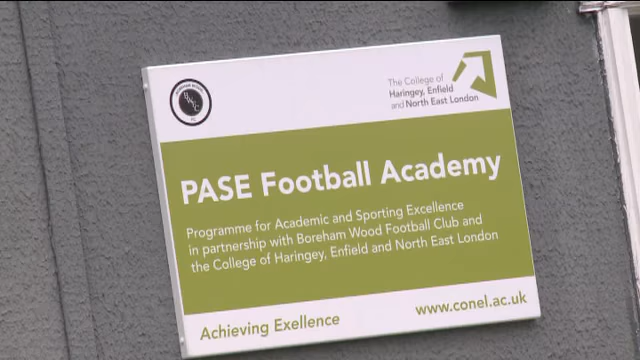 The College of
Haringey, Enfield
and North East London
PASE Football Academy
Programme for Academic and Sporting Excellence
in partnership with Boreham Wood Football Club and
the College of Haringey, Enfield and North East London
Achieving Exellence
www.conel.ac.uk